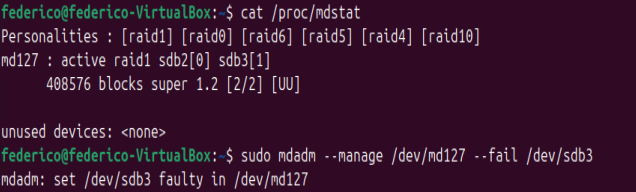 federico@federico-VirtualBox:~$ cat /proc/mdstat
Personalities : [raid1] [raid0] [raid6] [raid5] [raid4] [raid10]
md127 : active raid1 sdb2[0] sdb3[1]
408576 blocks super 1.2 [2/2] [UU]
unused devices: <none>
federico@federico-VirtualBox:~$ sudo mdadm --manage /dev/md127 --fail /dev/sdb3
mdadm: set /dev/sdb3 faulty in /dev/md127